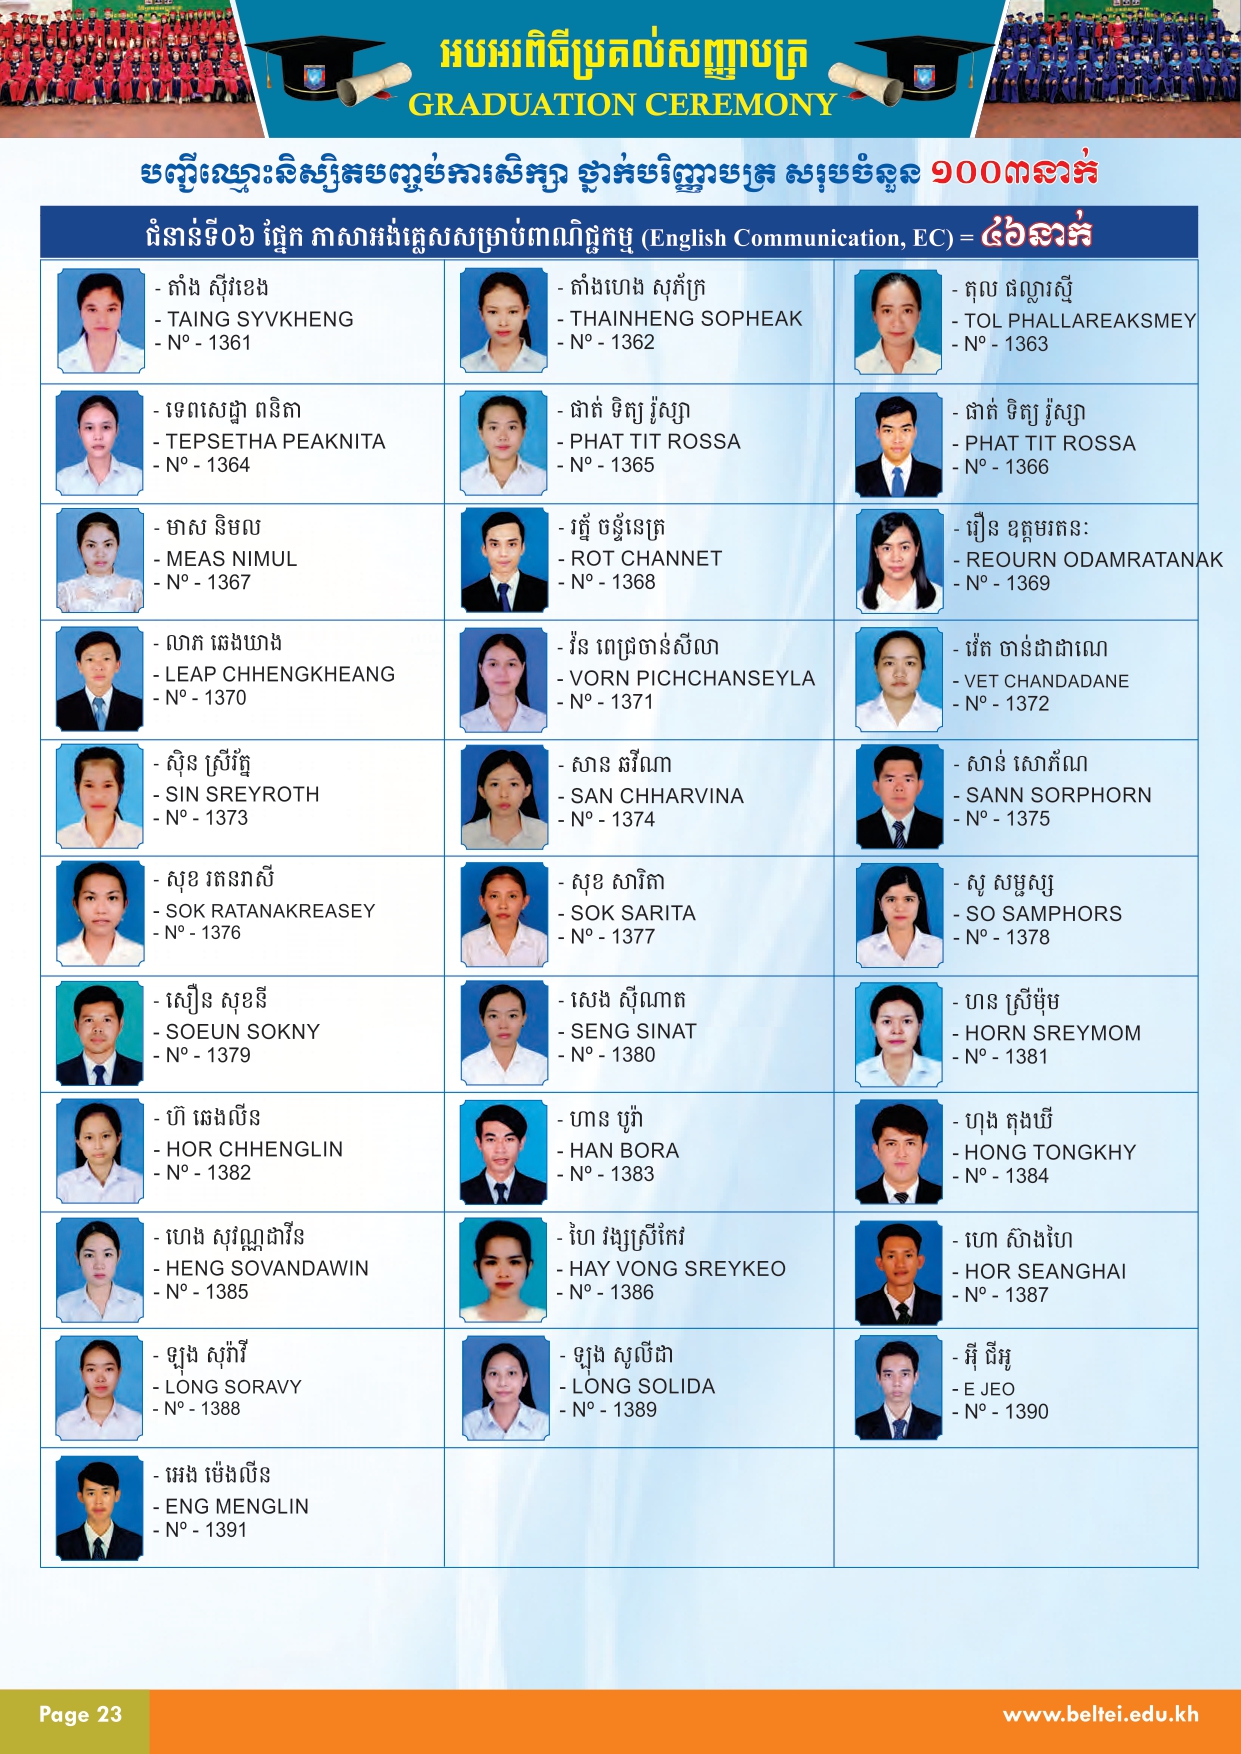 អបអរពិធីប្រគល់សញ្ញាបត្រ
GRADUATION CEREMONY
បញ្ជីឈ្មោះនិស្សិតបញ្ចប់ការសិក្សា ថ្នាក់បរិញ្ញាបត្រ សរុបចំនួន ១០០៣នាក់
ជំនាន់ទី០៦ ផ្នែក ភាសាអង់គ្លេសសម្រាប់ពាណិជ្ជកម្ម (English Communication, EC) = ៤៦នាក់
- តាំង ស៊ីវខេង
- TAING SYVKHENG
- Nº - 1361
- តាំងហេង សុភ័ក្រ
- THAINHENG SOPHEAK
- Nº - 1362
- តុល ផល្លារស្មី
- TOL PHALLAREAKSMEY
- Nº - 1363
- ទេពសេដ្ឋា ពនិតា
- TEPSETHA PEAKNITA
- Nº - 1364
- ផាត់ ទិត្យ រ៉ូស្សា
- PHAT TIT ROSSA
- Nº - 1365
- ផាត់ ទិត្យ រ៉ូស្សា
- PHAT TIT ROSSA
- Nº - 1366
- មាស និមល
- MEAS NIMUL
- Nº - 1367
- រត្ន័ ចន្ទ័នេត្រ
- ROT CHANNET
- Nº - 1368
- រឿន ឧត្តមរតនៈ
- REOURN ODAMRATANAK
- Nº - 1369
- លាភ ឆេងឃាង
- LEAP CHHENGKHEANG
- Nº - 1370
- វ៉ន ពេជ្រចាន់សីលា
- VORN PICHCHANSEYLA
- Nº - 1371
- វ៉េត ចាន់ដាដាណេ
- VET CHANDADANE
- Nº - 1372
- ស៊ិន ស្រីរ័ត្ន
- SIN SREYROTH
- Nº - 1373
- សាន ឆវីណា
- SAN CHHARVINA
- Nº - 1374
- សាន់ សោភ័ណ
- SANN SORPHORN
- Nº - 1375
- សុខ រតនរាសី
- SOK RATANAKREASEY
- Nº - 1376
- សុខ សារិតា
- SOK SARITA
- Nº - 1377
- សូ សម្ផស្ស
- SO SAMPHORS
- Nº - 1378
- សឿន សុខនី
- SOEUN SOKNY
- Nº - 1379
- សេង ស៊ីណាត
- SENG SINAT
- Nº - 1380
- ហន ស្រីម៉ុម
- HORN SREYMOM
- Nº - 1381
- ហ៊ ឆេងលីន
- HOR CHHENGLIN
- Nº - 1382
- ហាន បូរ៉ា
- HAN BORA
- Nº - 1383
- ហុង តុងឃី
- HONG TONGKHY
- Nº - 1384
- ហេង សុវណ្ណដាវីន
- HENG SOVANDAWIN
- Nº - 1385
- ហៃ វង្សស្រីកែវ
- HAY VONG SREYKEO
- Nº - 1386
- ហោ ស៊ាងហៃ
- HOR SEANGHAI
- Nº - 1387
- ឡុង សុរ៉ាវី
- LONG SORAVY
- Nº - 1388
- ឡុង សូលីដា
- LONG SOLIDA
- Nº - 1389
- អ៊ី ជីអូ
- E JEO
- Nº - 1390
- អេង ម៉េងលីន
- ENG MENGLIN
- Nº - 1391
Page 23
www.beltei.edu.kh